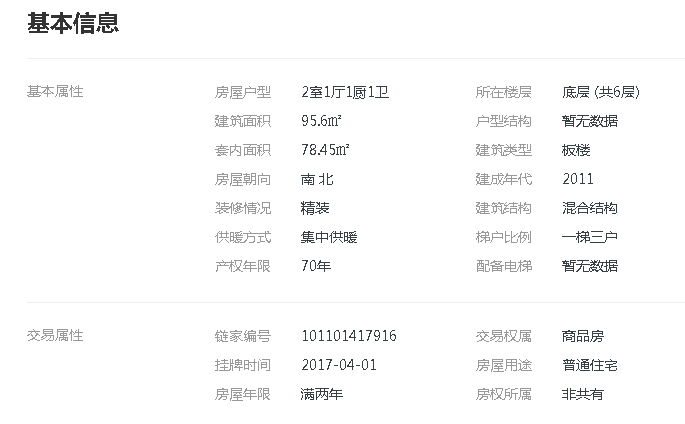 基本信息
基本属性 房屋户型 2室1厅1厨1卫 所在楼层 底层 (共6层)
建筑面积 95.6㎡ 户型结构 暂无数据
套内面积 78.45㎡ 建筑类型 板楼
房屋朝向 南 北 建成年代 2011
装修情况 精装 建筑结构 混合结构
供暖方式 集中供暖 梯户比例 一梯三户
产权年限 70年 配备电梯 暂无数据
交易属性 链家编号 101101417916 交易权属 商品房
挂牌时间 2017-04-01 房屋用途 普通住宅
房屋年限 满两年 房权所属 非共有